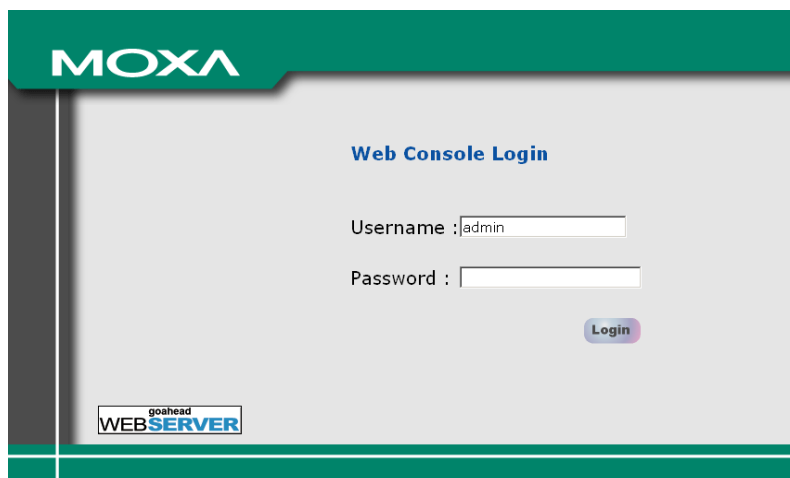 MOXA
Web Console Login
Username : admin
Password :
Login
goahead
WEBSERVER